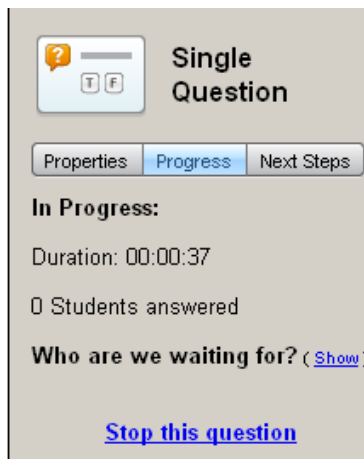 ?
T F
Single
Question
Properties Progress Next Steps
In Progress:
Duration: 00:00:37
0 Students answered
Who are we waiting for? (Show)
Stop this question